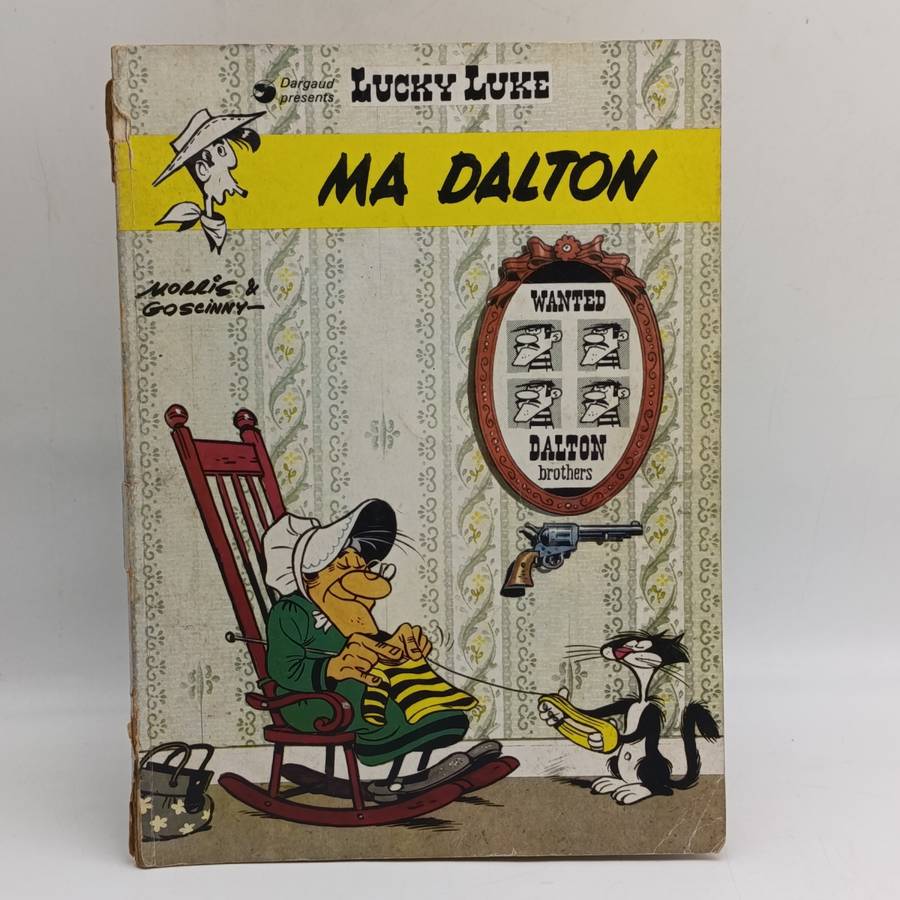 Dargaud
presents
LUCKY LUKE
MA DALTON
MORRIS &
GOSCINNY
WANTED
DALTON
brothers